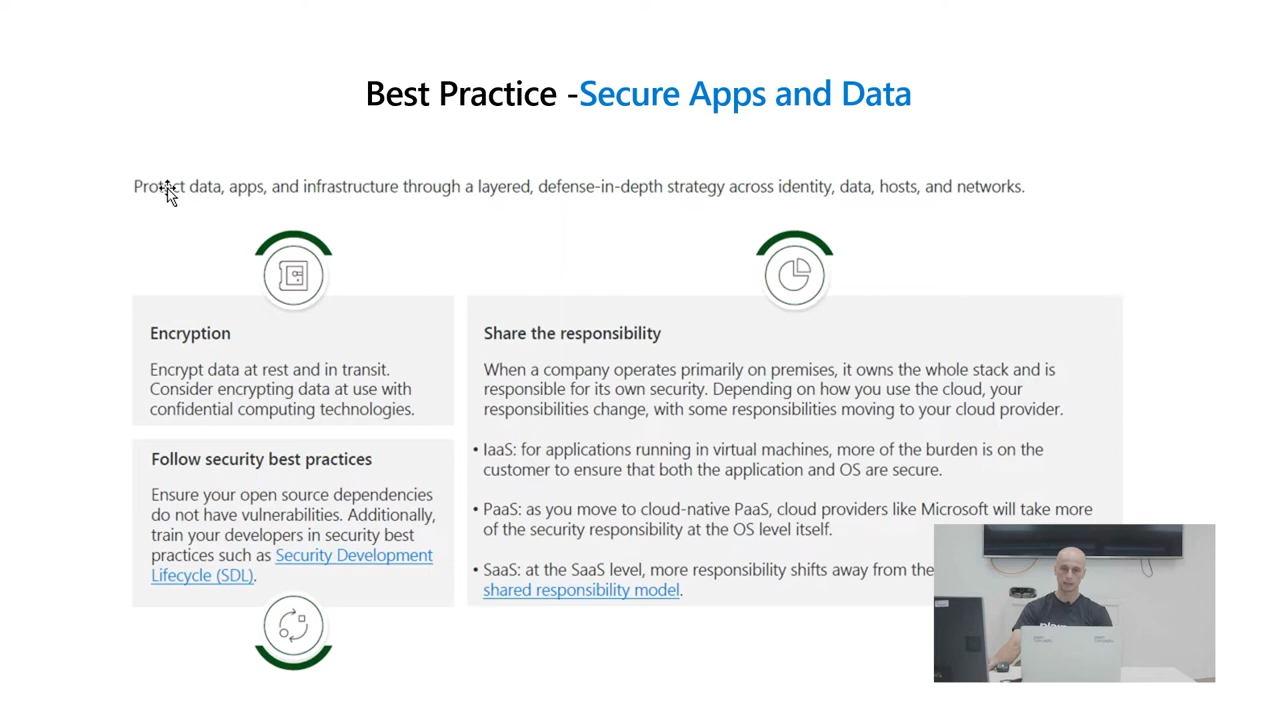 Best Practice -Secure Apps and Data
Protect data, apps, and infrastructure through a layered, defense-in-depth strategy across identity, data, hosts, and networks.
Encryption
Encrypt data at rest and in transit.
Consider encrypting data at use with
confidential computing technologies.
Follow security best practices
Ensure your open source dependencies
do not have vulnerabilities. Additionally,
train your developers in security best
practices such as Security Development
Lifecycle (SDL).
Share the responsibility
When a company operates primarily on premises, it owns the whole stack and is
responsible for its own security. Depending on how you use the cloud, your
responsibilities change, with some responsibilities moving to your cloud provider.
• IaaS: for applications running in virtual machines, more of the burden is on the
customer to ensure that both the application and OS are secure.
• PaaS: as you move to cloud-native PaaS, cloud providers like Microsoft will take more
of the security responsibility at the OS level itself.
• SaaS: at the SaaS level, more responsibility shifts away from the
shared responsibility model.